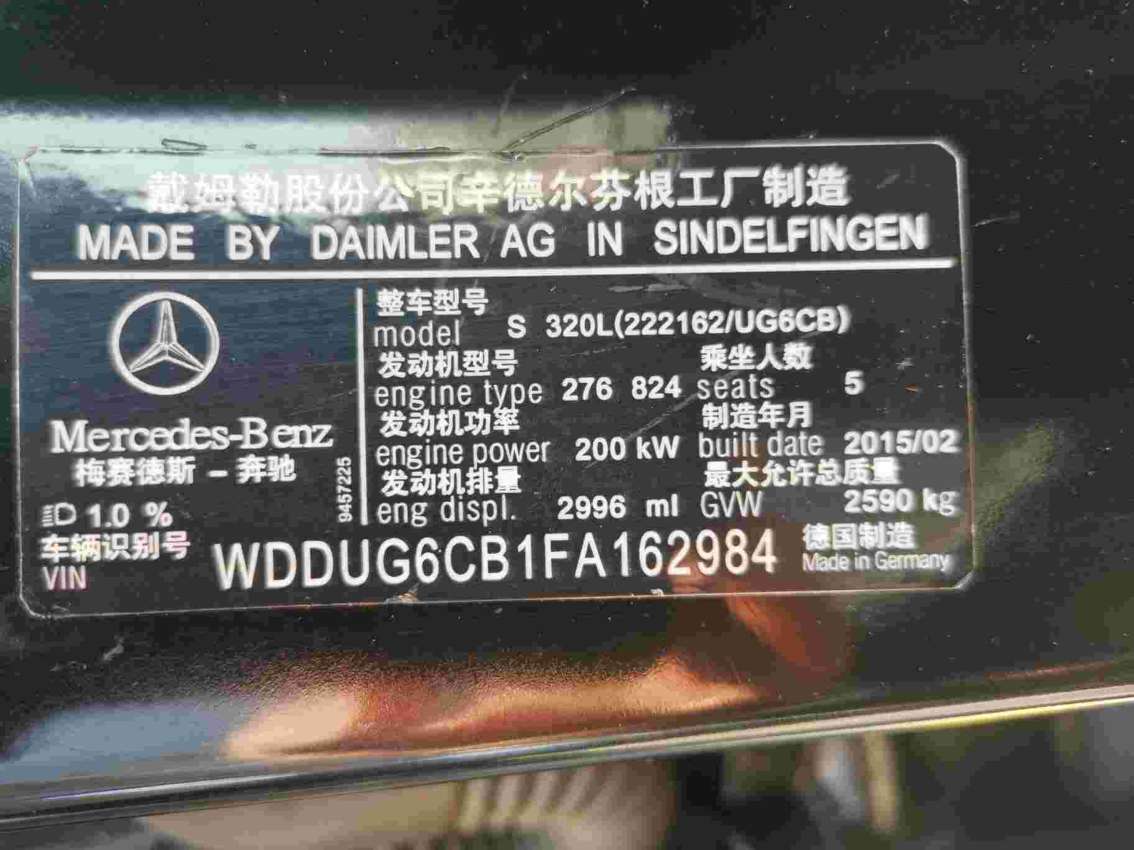 戴姆勒股份公司辛德尔芬根工厂制造
MADE BY DAIMLER AG IN SINDELFINGEN
Mercedes-Benz
梅赛德斯－奔驰
1.0 %
9457225
整车型号
model S 320L(222162/UG6CB)
发动机型号 乘坐人数
engine type 276 824 seats 5
发动机功率 制造年月
engine power 200 kW built date 2015/02
发动机排量 最大允许总质量
eng displ. 2996 ml GVW 2590 kg
车辆识别号 德国制造
VIN WDDUG6CB1FA162984 Made in Germany